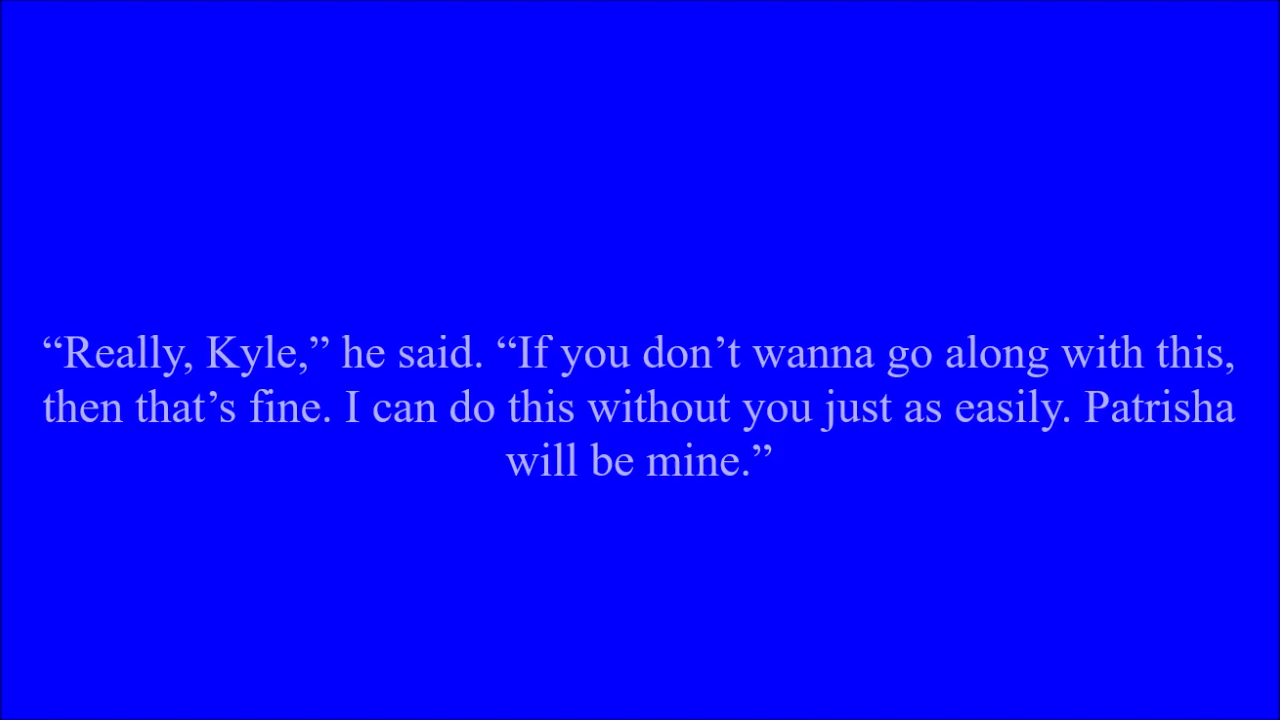 “Really, Kyle,” he said. “If you don’t wanna go along with this,
then that’s fine. I can do this without you just as easily. Patrisha
will be mine.”